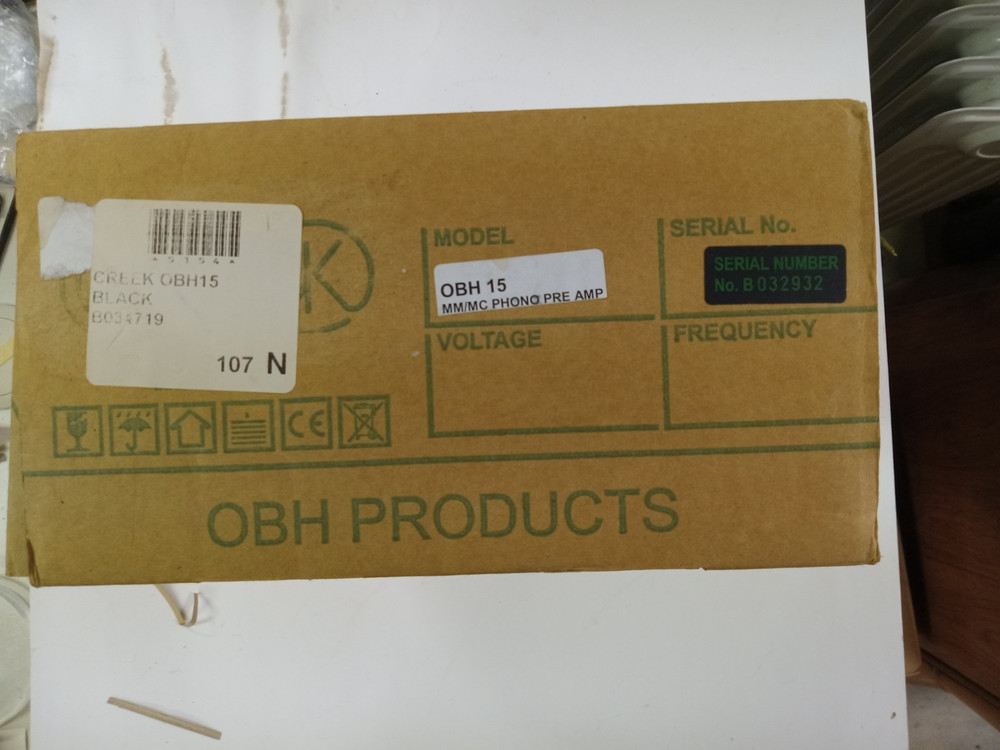 A5154A
CREEK OBH15
BLACK
B034719
107 N
K
MODEL
OBH 15
MM/MC PHONO PRE AMP
SERIAL No.
SERIAL NUMBER
No. B032932
VOLTAGE
FREQUENCY
CE
OBH PRODUCTS